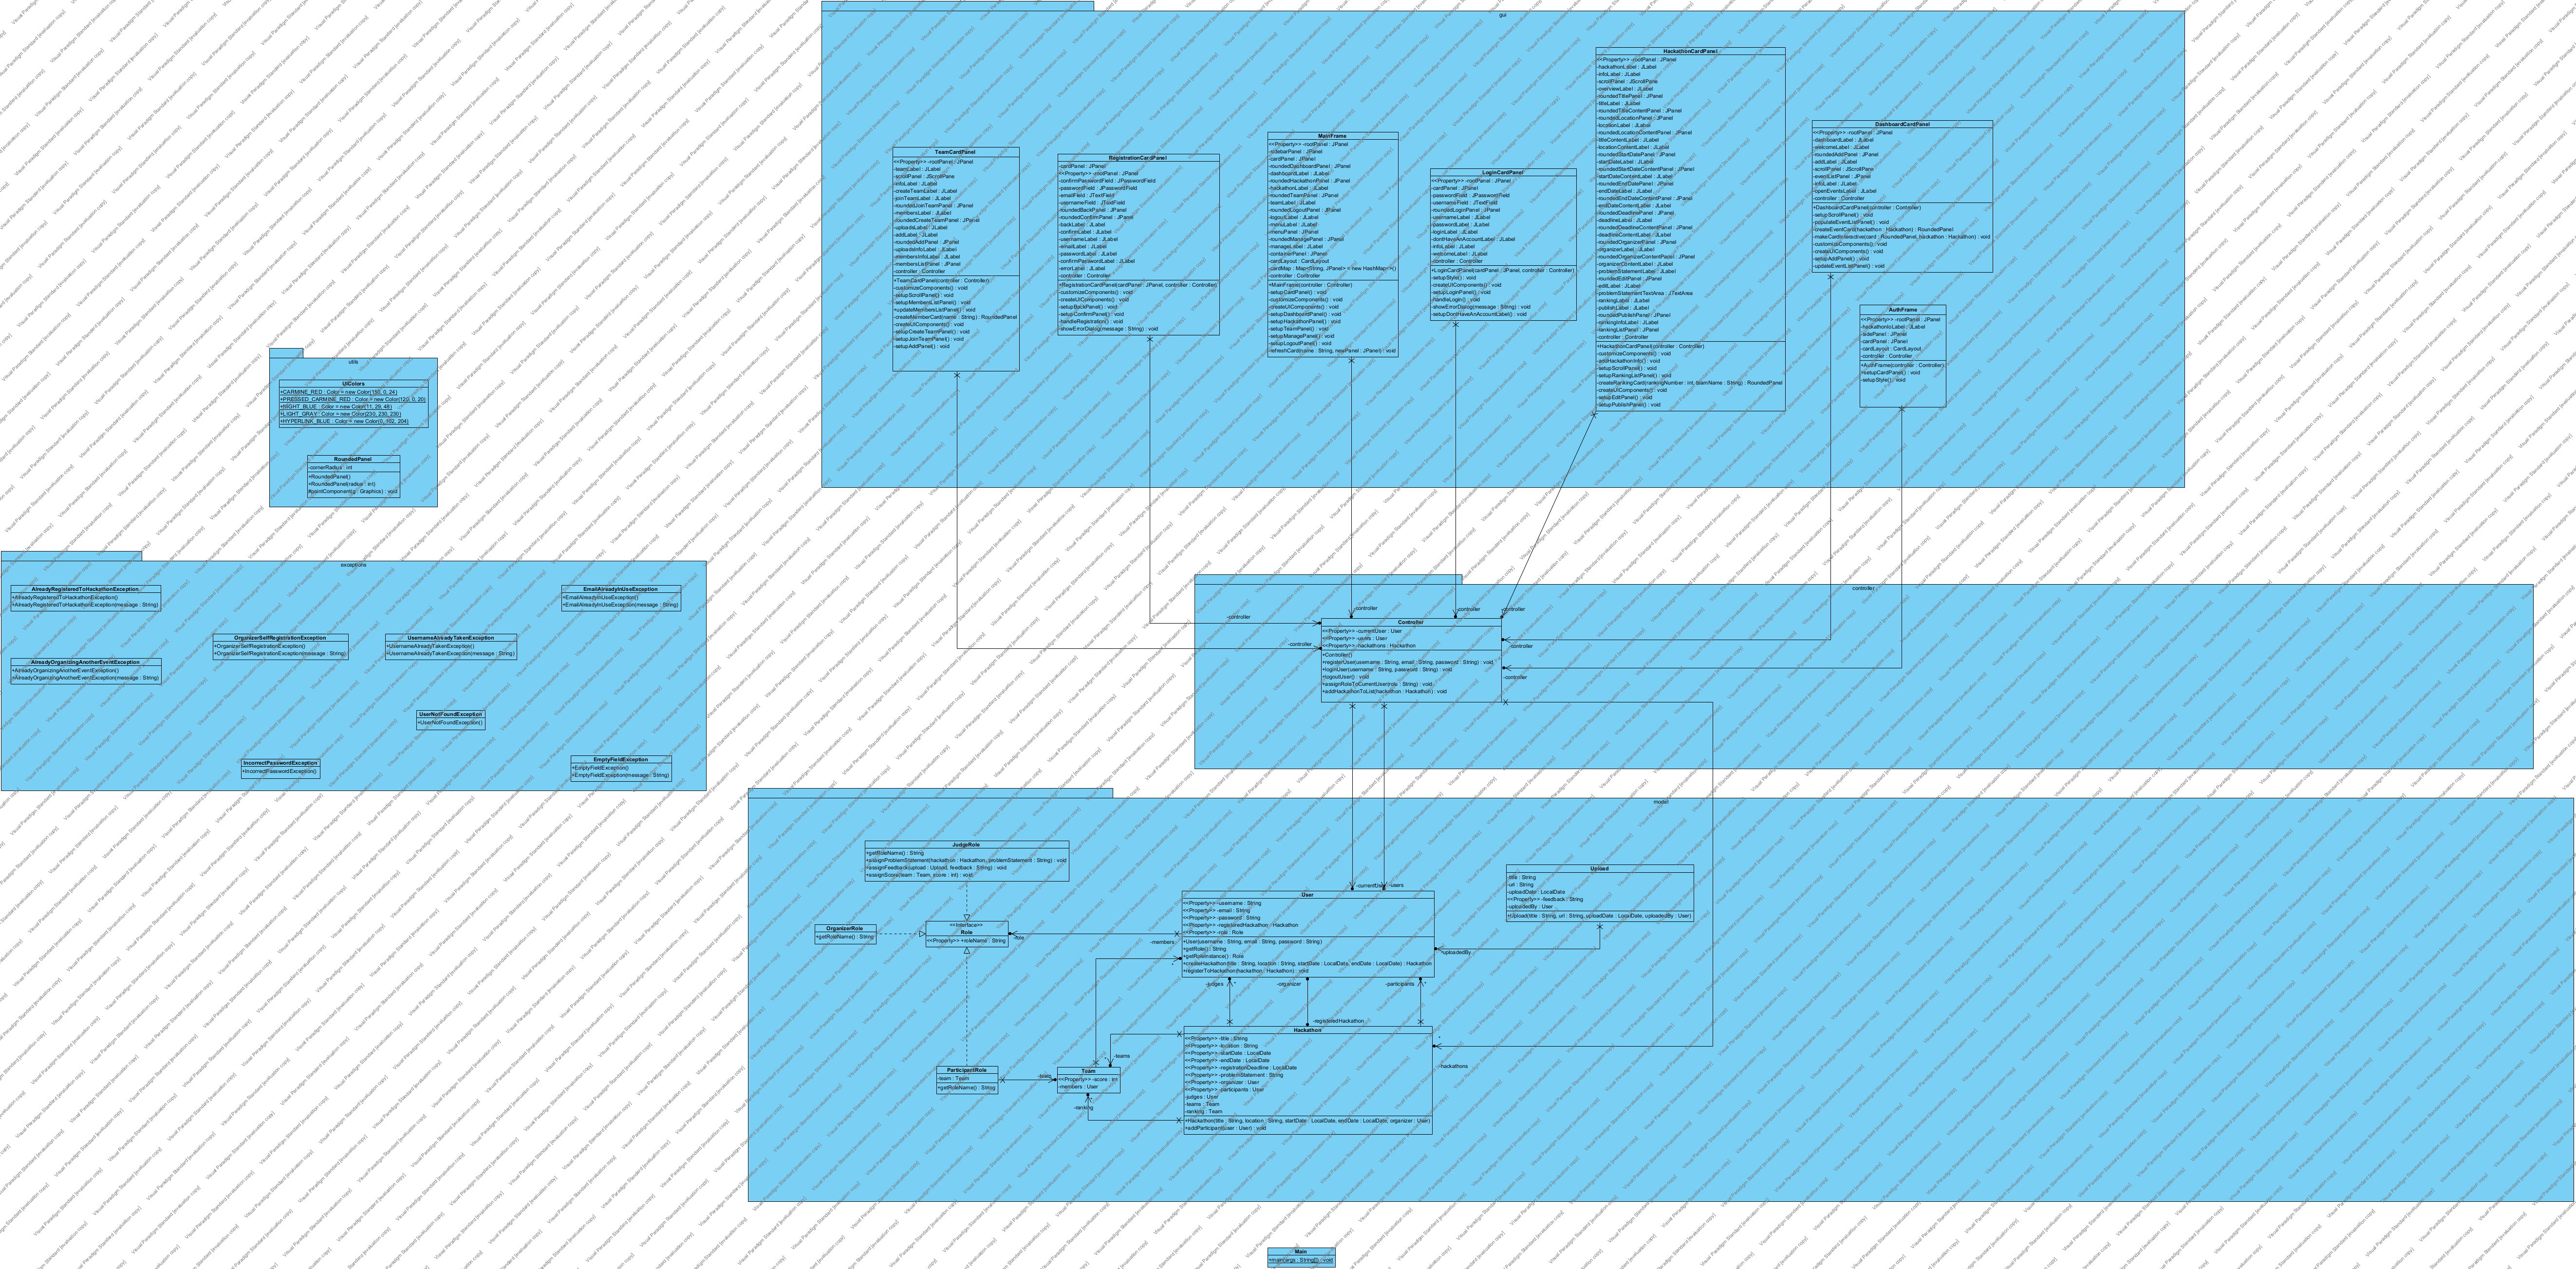 gui
TeamCardPanel
<<Property>> -rootPanel : JPanel
-teamLabel : JLabel
-scrollPanel : JScrollPane
-infoLabel : JLabel
-createTeamLabel : JLabel
-joinTeamLabel : JLabel
-roundedJoinTeamPanel : JPanel
-membersLabel : JLabel
-roundedCreateTeamPanel : JPanel
-uploadsLabel : JLabel
-addLabel : JLabel
-roundedAddPanel : JPanel
-uploadsInfoLabel : JLabel
-membersInfoLabel : JLabel
-membersListPanel : JPanel
-controller : Controller
+TeamCardPanel(controller : Controller)
-customizeComponents() : void
-setupScrollPanel() : void
-setupMembersListPanel() : void
+updateMembersListPanel() : void
-createMemberCard(name : String) : RoundedPanel
-createUIComponents() : void
-setupCreateTeamPanel() : void
-setupJoinTeamPanel() : void
-setupAddPanel() : void
RegistrationCardPanel
-cardPanel : JPanel
<<Property>> -rootPanel : JPanel
-confirmPasswordField : JPasswordField
-passwordField : JPasswordField
-emailField : JTextField
-usernameField : JTextField
-roundedBackPanel : JPanel
-roundedConfirmPanel : JPanel
-backLabel : JLabel
-confirmLabel : JLabel
-usernameLabel : JLabel
-emailLabel : JLabel
-passwordLabel : JLabel
-confirmPasswordLabel : JLabel
-errorLabel : JLabel
-controller : Controller
+RegistrationCardPanel(cardPanel : JPanel, controller : Controller)
-customizeComponents() : void
-createUIComponents() : void
-setupBackPanel() : void
-setupConfirmPanel() : void
-handleRegistration() : void
-showErrorDialog(message : String) : void
MainFrame
<<Property>> -rootPanel : JPanel
-sidebarPanel : JPanel
-cardPanel : JPanel
-roundedDashboardPanel : JPanel
-dashboardLabel : JLabel
-roundedHackathonPanel : JPanel
-hackathonLabel : JLabel
-roundedTeamPanel : JPanel
-teamLabel : JLabel
-roundedLogoutPanel : JPanel
-logoutLabel : JLabel
-menuLabel : JLabel
-menuPanel : JPanel
-roundedManagePanel : JPanel
-manageLabel : JLabel
-containerPanel : JPanel
-cardLayout : CardLayout
-cardMap : Map<String, JPanel> = new HashMap<>()
-controller : Controller
+MainFrame(controller : Controller)
-setupCardPanel() : void
-customizeComponents() : void
-createUIComponents() : void
-setupDashboardPanel() : void
-setupHackathonPanel() : void
-setupTeamPanel() : void
-setupManagePanel() : void
-setupLogoutPanel() : void
-refreshCard(name : String, newPanel : JPanel) : void
LoginCardPanel
<<Property>> -rootPanel : JPanel
-cardPanel : JPanel
-passwordField : JPasswordField
-usernameField : JTextField
-roundedLoginPanel : JPanel
-usernameLabel : JLabel
-passwordLabel : JLabel
-loginLabel : JLabel
-dontHaveAnAccountLabel : JLabel
-infoLabel : JLabel
-welcomeLabel : JLabel
-controller : Controller
+LoginCardPanel(cardPanel : JPanel, controller : Controller)
-setupStyle() : void
-createUIComponents() : void
-setupLoginPanel() : void
-handleLogin() : void
-showErrorDialog(message : String) : void
-setupDontHaveAnAccountLabel() : void
HackathonCardPanel
<<Property>> -rootPanel : JPanel
-hackathonLabel : JLabel
-infoLabel : JLabel
-scrollPanel : JScrollPane
-overviewLabel : JLabel
-roundedTitlePanel : JPanel
-titleLabel : JLabel
-roundedTitleContentPanel : JPanel
-roundedLocationPanel : JPanel
-locationLabel : JLabel
-roundedLocationContentPanel : JPanel
-titleContentLabel : JLabel
-locationContentLabel : JLabel
-roundedStartDatePanel : JPanel
-startDateLabel : JLabel
-roundedStartDateContentPanel : JPanel
-startDateContentLabel : JLabel
-roundedEndDatePanel : JPanel
-endDateLabel : JLabel
-roundedEndDateContentPanel : JPanel
-endDateContentLabel : JLabel
-roundedDeadlinePanel : JPanel
-deadlineLabel : JLabel
-roundedDeadlineContentPanel : JPanel
-deadlineContentLabel : JLabel
-roundedOrganizerPanel : JPanel
-organizerLabel : JLabel
-roundedOrganizerContentPanel : JPanel
-organizerContentLabel : JLabel
-problemStatementLabel : JLabel
-roundedEditPanel : JPanel
-editLabel : JLabel
-problemStatementTextArea : JTextArea
-rankingLabel : JLabel
-publishLabel : JLabel
-roundedPublishPanel : JPanel
-rankingInfoLabel : JLabel
-rankingListPanel : JPanel
-controller : Controller
+HackathonCardPanel(controller : Controller)
-customizeComponents() : void
-addHackathonInfo() : void
-setupScrollPanel() : void
-setupRankingListPanel() : void
-createRankingCard(rankingNumber : int, teamName : String) : RoundedPanel
-createUIComponents() : void
-setupEditPanel() : void
-setupPublishPanel() : void
DashboardCardPanel
<<Property>> -rootPanel : JPanel
-dashboardLabel : JLabel
-welcomeLabel : JLabel
-roundedAddPanel : JPanel
-addLabel : JLabel
-scrollPanel : JScrollPane
-eventListPanel : JPanel
-infoLabel : JLabel
-openEventsLabel : JLabel
-controller : Controller
+DashboardCardPanel(controller : Controller)
-setupScrollPanel() : void
-populateEventListPanel() : void
-createEventCard(hackathon : Hackathon) : RoundedPanel
-makeCardInteractive(card : RoundedPanel, hackathon : Hackathon) : void
-customizeComponents() : void
-createUIComponents() : void
-setupAddPanel() : void
-updateEventListPanel() : void
AuthFrame
<<Property>> -rootPanel : JPanel
-hackathonInfoLabel : JLabel
-sidePanel : JPanel
-cardPanel : JPanel
-cardLayout : CardLayout
-controller : Controller
+AuthFrame(controller : Controller)
+setupCardPanel() : void
-setupStyle() : void
utils
UIColors
+CARMINE_RED : Color = new Color(150, 0, 24)
+PRESSED_CARMINE_RED : Color = new Color(120, 0, 20)
+NIGHT_BLUE : Color = new Color(11, 29, 48)
+LIGHT_GRAY : Color = new Color(230, 230, 230)
+HYPERLINK_BLUE : Color = new Color(0, 102, 204)
RoundedPanel
-cornerRadius : int
+RoundedPanel()
+RoundedPanel(radius : int)
#paintComponent(g : Graphics) : void
exceptions
AlreadyRegisteredToHackathonException
+AlreadyRegisteredToHackathonException()
+AlreadyRegisteredToHackathonException(message : String)
EmailAlreadyInUseException
+EmailAlreadyInUseException()
+EmailAlreadyInUseException(message : String)
OrganizerSelfRegistrationException
+OrganizerSelfRegistrationException()
+OrganizerSelfRegistrationException(message : String)
UsernameAlreadyTakenException
+UsernameAlreadyTakenException()
+UsernameAlreadyTakenException(message : String)
AlreadyOrganizingAnotherEventException
+AlreadyOrganizingAnotherEventException()
+AlreadyOrganizingAnotherEventException(message : String)
UserNotFoundException
+UserNotFoundException()
IncorrectPasswordException
+IncorrectPasswordException()
EmptyFieldException
+EmptyFieldException()
+EmptyFieldException(message : String)
controller
-controller
-controller
-controller
-controller
-controller
-controller
-controller
Controller
<<Property>> -currentUser : User
<<Property>> -users : User
<<Property>> -hackathons : Hackathon
+Controller()
+registerUser(username : String, email : String, password : String) : void
+loginUser(username : String, password : String) : void
+logoutUser() : void
+assignRoleToCurrentUser(role : String) : void
+addHackathonToList(hackathon : Hackathon) : void
model
JudgeRole
+getRoleName() : String
+assignProblemStatement(hackathon : Hackathon, problemStatement : String) : void
+assignFeedback(upload : Upload, feedback : String) : void
+assignScore(team : Team, score : int) : void
OrganizerRole
+getRoleName() : String
<<Interface>>
Role
<<Property>> +roleName : String
-role
-members
*
-currentUser
-users
User
<<Property>> -username : String
<<Property>> -email : String
<<Property>> -password : String
<<Property>> -registeredHackathon : Hackathon
<<Property>> -role : Role
+User(username : String, email : String, password : String)
+getRole() : String
+getRoleInstance() : Role
+createHackathon(title : String, location : String, startDate : LocalDate, endDate : LocalDate) : Hackathon
+registerToHackathon(hackathon : Hackathon) : void
Upload
-title : String
-url : String
-uploadDate : LocalDate
<<Property>> -feedback : String
-uploadedBy : User
+Upload(title : String, url : String, uploadDate : LocalDate, uploadedBy : User)
-uploadedBy
-judges
*
-organizer
-participants
*
-registeredHackathon
Hackathon
<<Property>> -title : String
<<Property>> -location : String
<<Property>> -startDate : LocalDate
<<Property>> -endDate : LocalDate
<<Property>> -registrationDeadline : LocalDate
<<Property>> -problemStatement : String
<<Property>> -organizer : User
<<Property>> -participants : User
-judges : User
-teams : Team
-ranking : Team
+Hackathon(title : String, location : String, startDate : LocalDate, endDate : LocalDate, organizer : User)
+addParticipant(user : User) : void
-hackathons
-teams
ParticipantRole
-team : Team
+getRoleName() : String
-team
Team
<<Property>> -score : int
-members : User
-ranking
Main
+main(args : String[]) : void